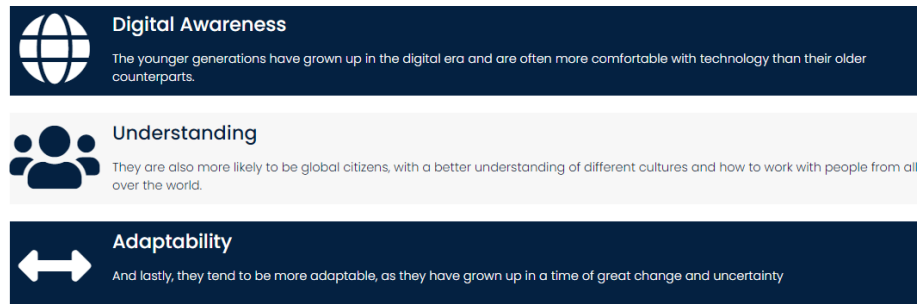 Digital Awareness
The younger generations have grown up in the digital era and are often more comfortable with technology than their older
counterparts.
Understanding
They are also more likely to be global citizens, with a better understanding of different cultures and how to work with people from all
over the world.
Adaptability
And lastly, they tend to be more adaptable, as they have grown up in a time of great change and uncertainty